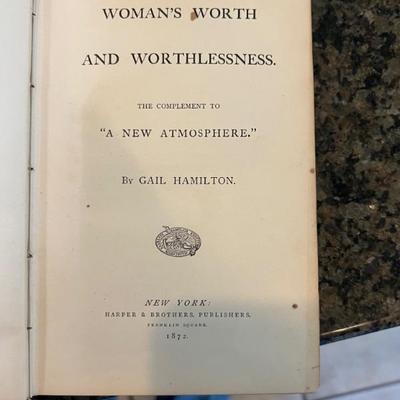 WOMAN'S WORTH
AND WORTHLESSNESS.
THE COMPLEMENT TO
"A NEW ATMOSPHERE."
By GAIL HAMILTON.
NEW YORK:
HARPER & BROTHERS, PUBLISHERS,
FRANKLIN SQUARE.
1872.